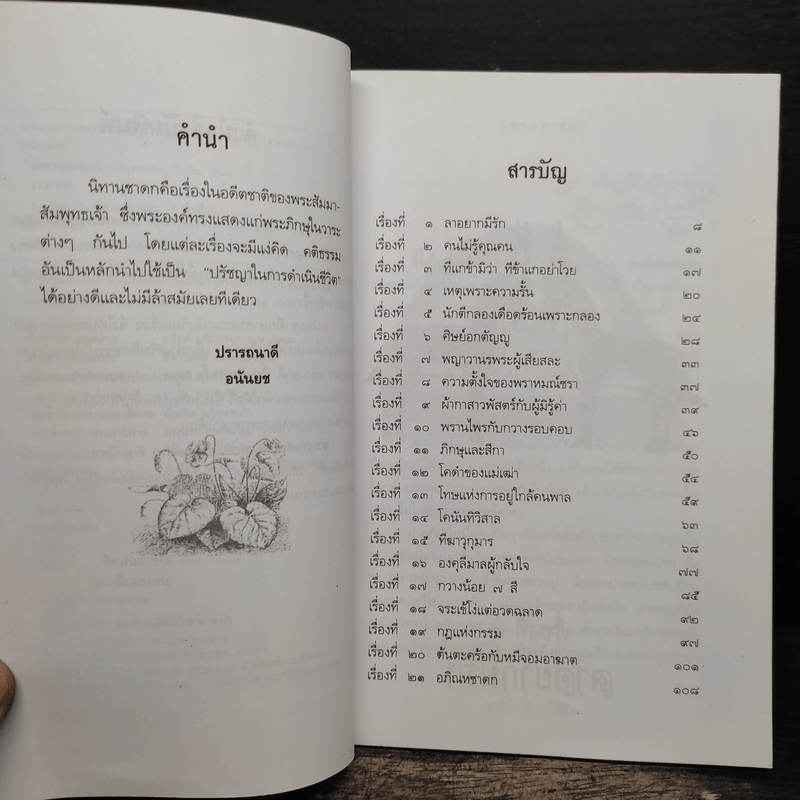 คำนำ
นิทานชาดกคือเรื่องในอดีตชาติของพระสัมมา-
สัมพุทธเจ้า ซึ่งพระองค์ทรงแสดงแก่พระภิกษุในวาระ
ต่างๆ กันไป โดยแต่ละเรื่องจะมีแง่คิด คติธรรม
อันเป็นหลักนำไปใช้เป็น "ปรัชญาในการดำเนินชีวิต"
ได้อย่างดีและไม่มีล้าสมัยเลยทีเดียว
ปรารถนาดี
อนันยช
สารบัญ
เรื่องที่ ๑ ลาอยากมีรัก ๘
เรื่องที่ ๒ คนไม่รู้คุณคน ๑๑
เรื่องที่ ๓ ทีแกข้ามิว่า ทีข้าแกอย่าโวย ๑๗
เรื่องที่ ๔ เหตุเพราะความรั้น ๒๐
เรื่องที่ ๕ นักตีกลองเดือดร้อนเพราะกลอง ๒๔
เรื่องที่ ๖ ศิษย์อกตัญญู ๒๘
เรื่องที่ ๗ พญาวานรพระผู้เสียสละ ๓๓
เรื่องที่ ๘ ความตั้งใจของพราหมณ์ชรา ๓๗
เรื่องที่ ๙ ผ้ากาสาวพัสตร์กับผู้มิรู้ค่า ๓๙
เรื่องที่ ๑๐ พรานไพรกับกวางรอบคอบ ๔๖
เรื่องที่ ๑๑ ภิกษุและสีกา ๕๐
เรื่องที่ ๑๒ โคดำของแม่เฒ่า ๕๔
เรื่องที่ ๑๓ โทษแห่งการอยู่ใกล้คนพาล ๕๙
เรื่องที่ ๑๔ โคนันทิวิสาล ๖๓
เรื่องที่ ๑๕ ทีฆาวุกุมาร ๖๘
เรื่องที่ ๑๖ องคุลีมาลผู้กลับใจ ๗๗
เรื่องที่ ๑๗ กวางน้อย ๗ สี ๘๕
เรื่องที่ ๑๘ จระเข้โง่แต่อวดฉลาด ๙๒
เรื่องที่ ๑๙ กฎแห่งกรรม ๙๗
เรื่องที่ ๒๐ ต้นตะคร้อกับหมีจอมอาฆาต ๑๐๑
เรื่องที่ ๒๑ อภิณหชาดก ๑๐๘